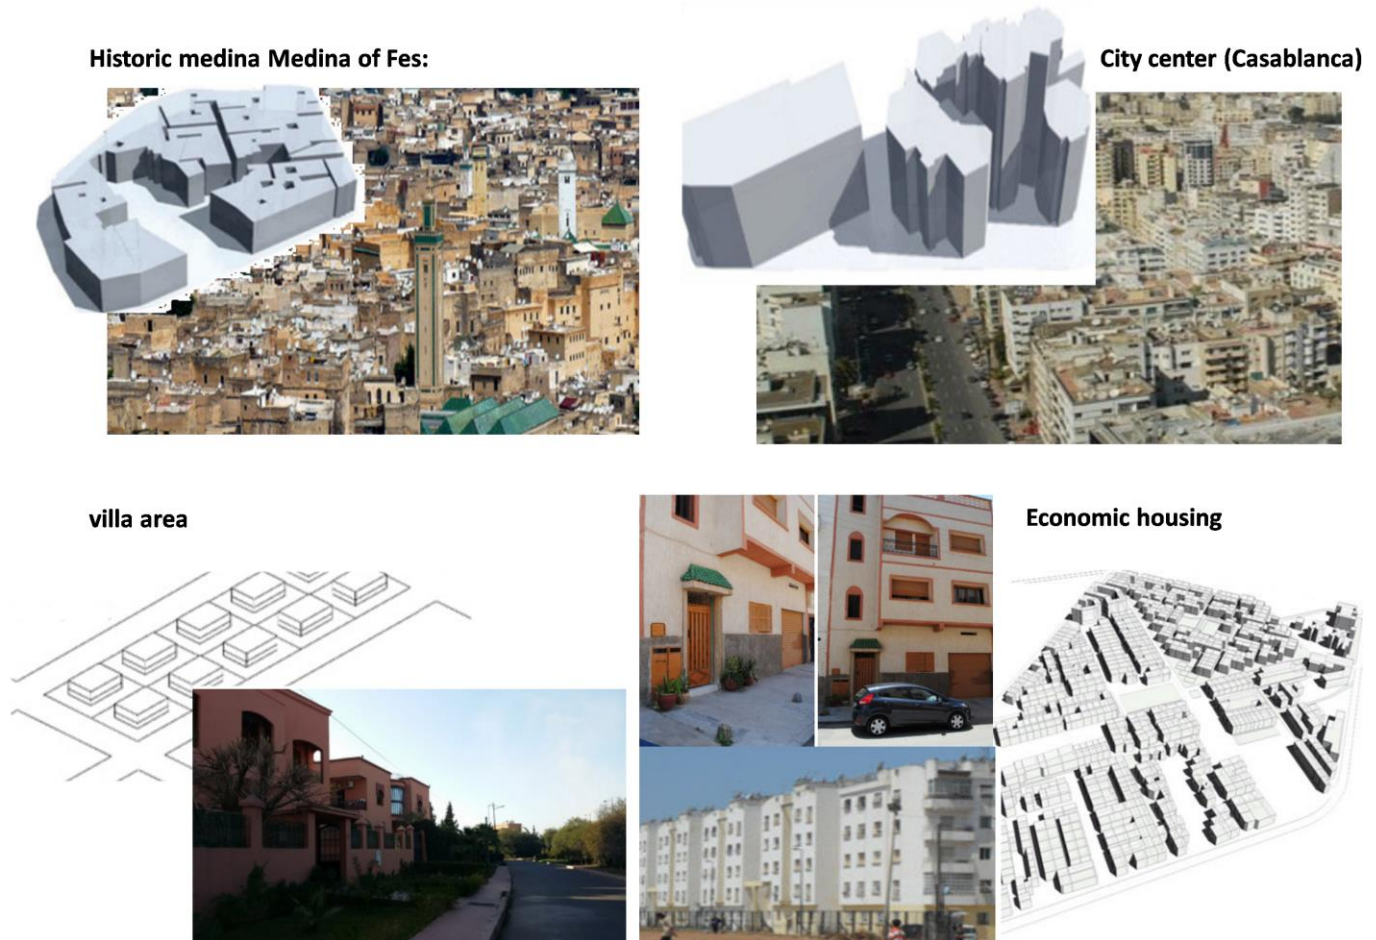 Historic medina Medina of Fes:
City center (Casablanca)
villa area
Economic housing